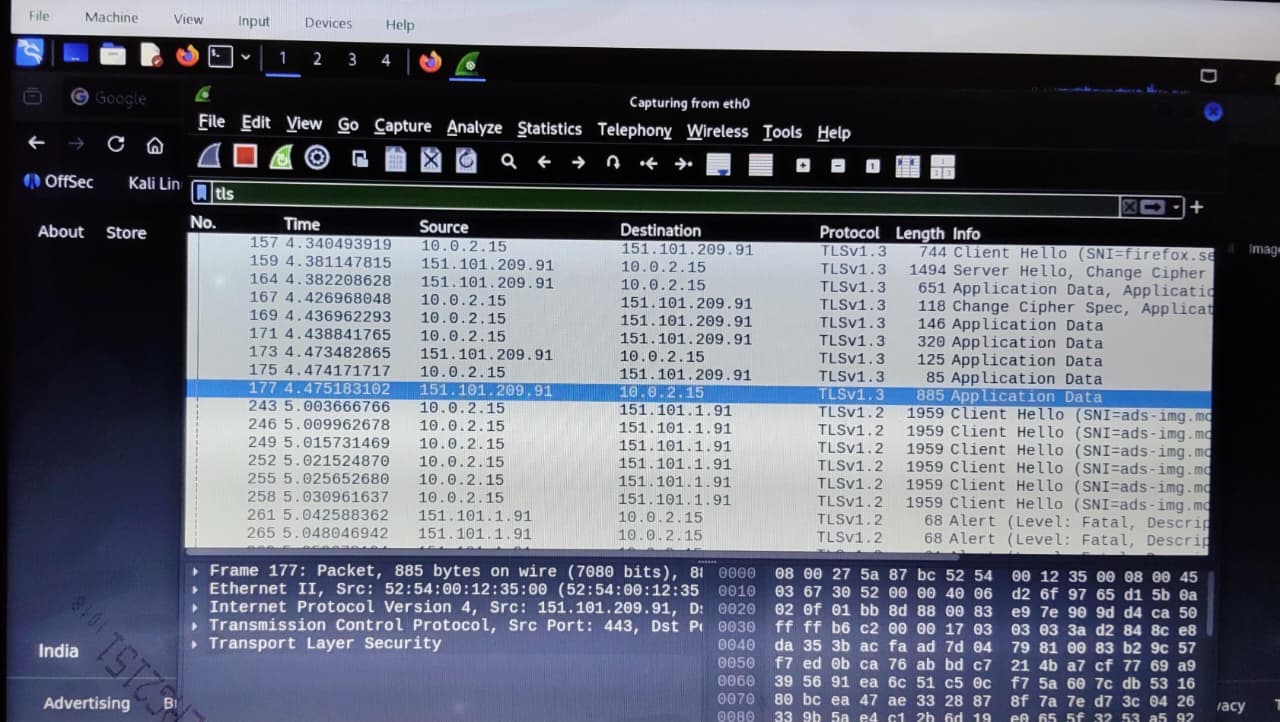 File Machine View Input Devices Help
1 2 3 4
Google
Capturing from eth0
File Edit View Go Capture Analyze Statistics Telephony Wireless Tools Help
OffSec Kali Lin
tls
About Store
No. Time Source Destination Protocol Length Info
157 4.340493919 10.0.2.15 151.101.209.91 TLSv1.3 744 Client Hello (SNI=firefox.se
159 4.381147815 151.101.209.91 10.0.2.15 TLSv1.3 1494 Server Hello, Change Cipher
164 4.382208628 151.101.209.91 10.0.2.15 TLSv1.3 651 Application Data, Applicatio
167 4.426968048 10.0.2.15 151.101.209.91 TLSv1.3 118 Change Cipher Spec, Applicat
169 4.436962293 10.0.2.15 151.101.209.91 TLSv1.3 146 Application Data
171 4.438841765 10.0.2.15 151.101.209.91 TLSv1.3 320 Application Data
173 4.473482865 151.101.209.91 10.0.2.15 TLSv1.3 125 Application Data
175 4.474171717 10.0.2.15 151.101.209.91 TLSv1.3 85 Application Data
177 4.475183102 151.101.209.91 10.0.2.15 TLSv1.3 885 Application Data
243 5.003666766 10.0.2.15 151.101.1.91 TLSv1.2 1959 Client Hello (SNI=ads-img.mo
246 5.009962678 10.0.2.15 151.101.1.91 TLSv1.2 1959 Client Hello (SNI=ads-img.mo
249 5.015731469 10.0.2.15 151.101.1.91 TLSv1.2 1959 Client Hello (SNI=ads-img.mo
252 5.021524870 10.0.2.15 151.101.1.91 TLSv1.2 1959 Client Hello (SNI=ads-img.mo
255 5.025652680 10.0.2.15 151.101.1.91 TLSv1.2 1959 Client Hello (SNI=ads-img.mo
258 5.030961637 10.0.2.15 151.101.1.91 TLSv1.2 1959 Client Hello (SNI=ads-img.mo
261 5.042588362 151.101.1.91 10.0.2.15 TLSv1.2 68 Alert (Level: Fatal, Descrip
265 5.048046942 151.101.1.91 10.0.2.15 TLSv1.2 68 Alert (Level: Fatal, Descrip
Image
Frame 177: Packet, 885 bytes on wire (7080 bits), 88
Ethernet II, Src: 52:54:00:12:35:00 (52:54:00:12:35
Internet Protocol Version 4, Src: 151.101.209.91, Ds
Transmission Control Protocol, Src Port: 443, Dst Po
Transport Layer Security
0000 08 00 27 5a 87 bc 52 54 00 12 35 00 08 00 45
0010 03 67 30 52 00 00 40 06 d2 6f 97 65 d1 5b 0a
0020 02 0f 01 bb 8d 88 00 83 e9 7e 90 9d d4 ca 50
0030 ff ff b6 c2 00 00 17 03 03 03 3a d2 84 8c e8
0040 da 35 3b ac fa ad 7d 04 79 81 00 83 b2 9c 57
0050 f7 ed 0b ca 76 ab bd c7 21 4b a7 cf 77 69 a9
0060 39 56 91 ea 6c 51 c5 0c f7 5a 60 7c db 53 16
0070 80 bc ea 47 ae 33 28 87 8f 7a 7e d7 3c 04 26
0080 33 9b 5a e4 c1 2b 6d 19
India
Advertising
vacy